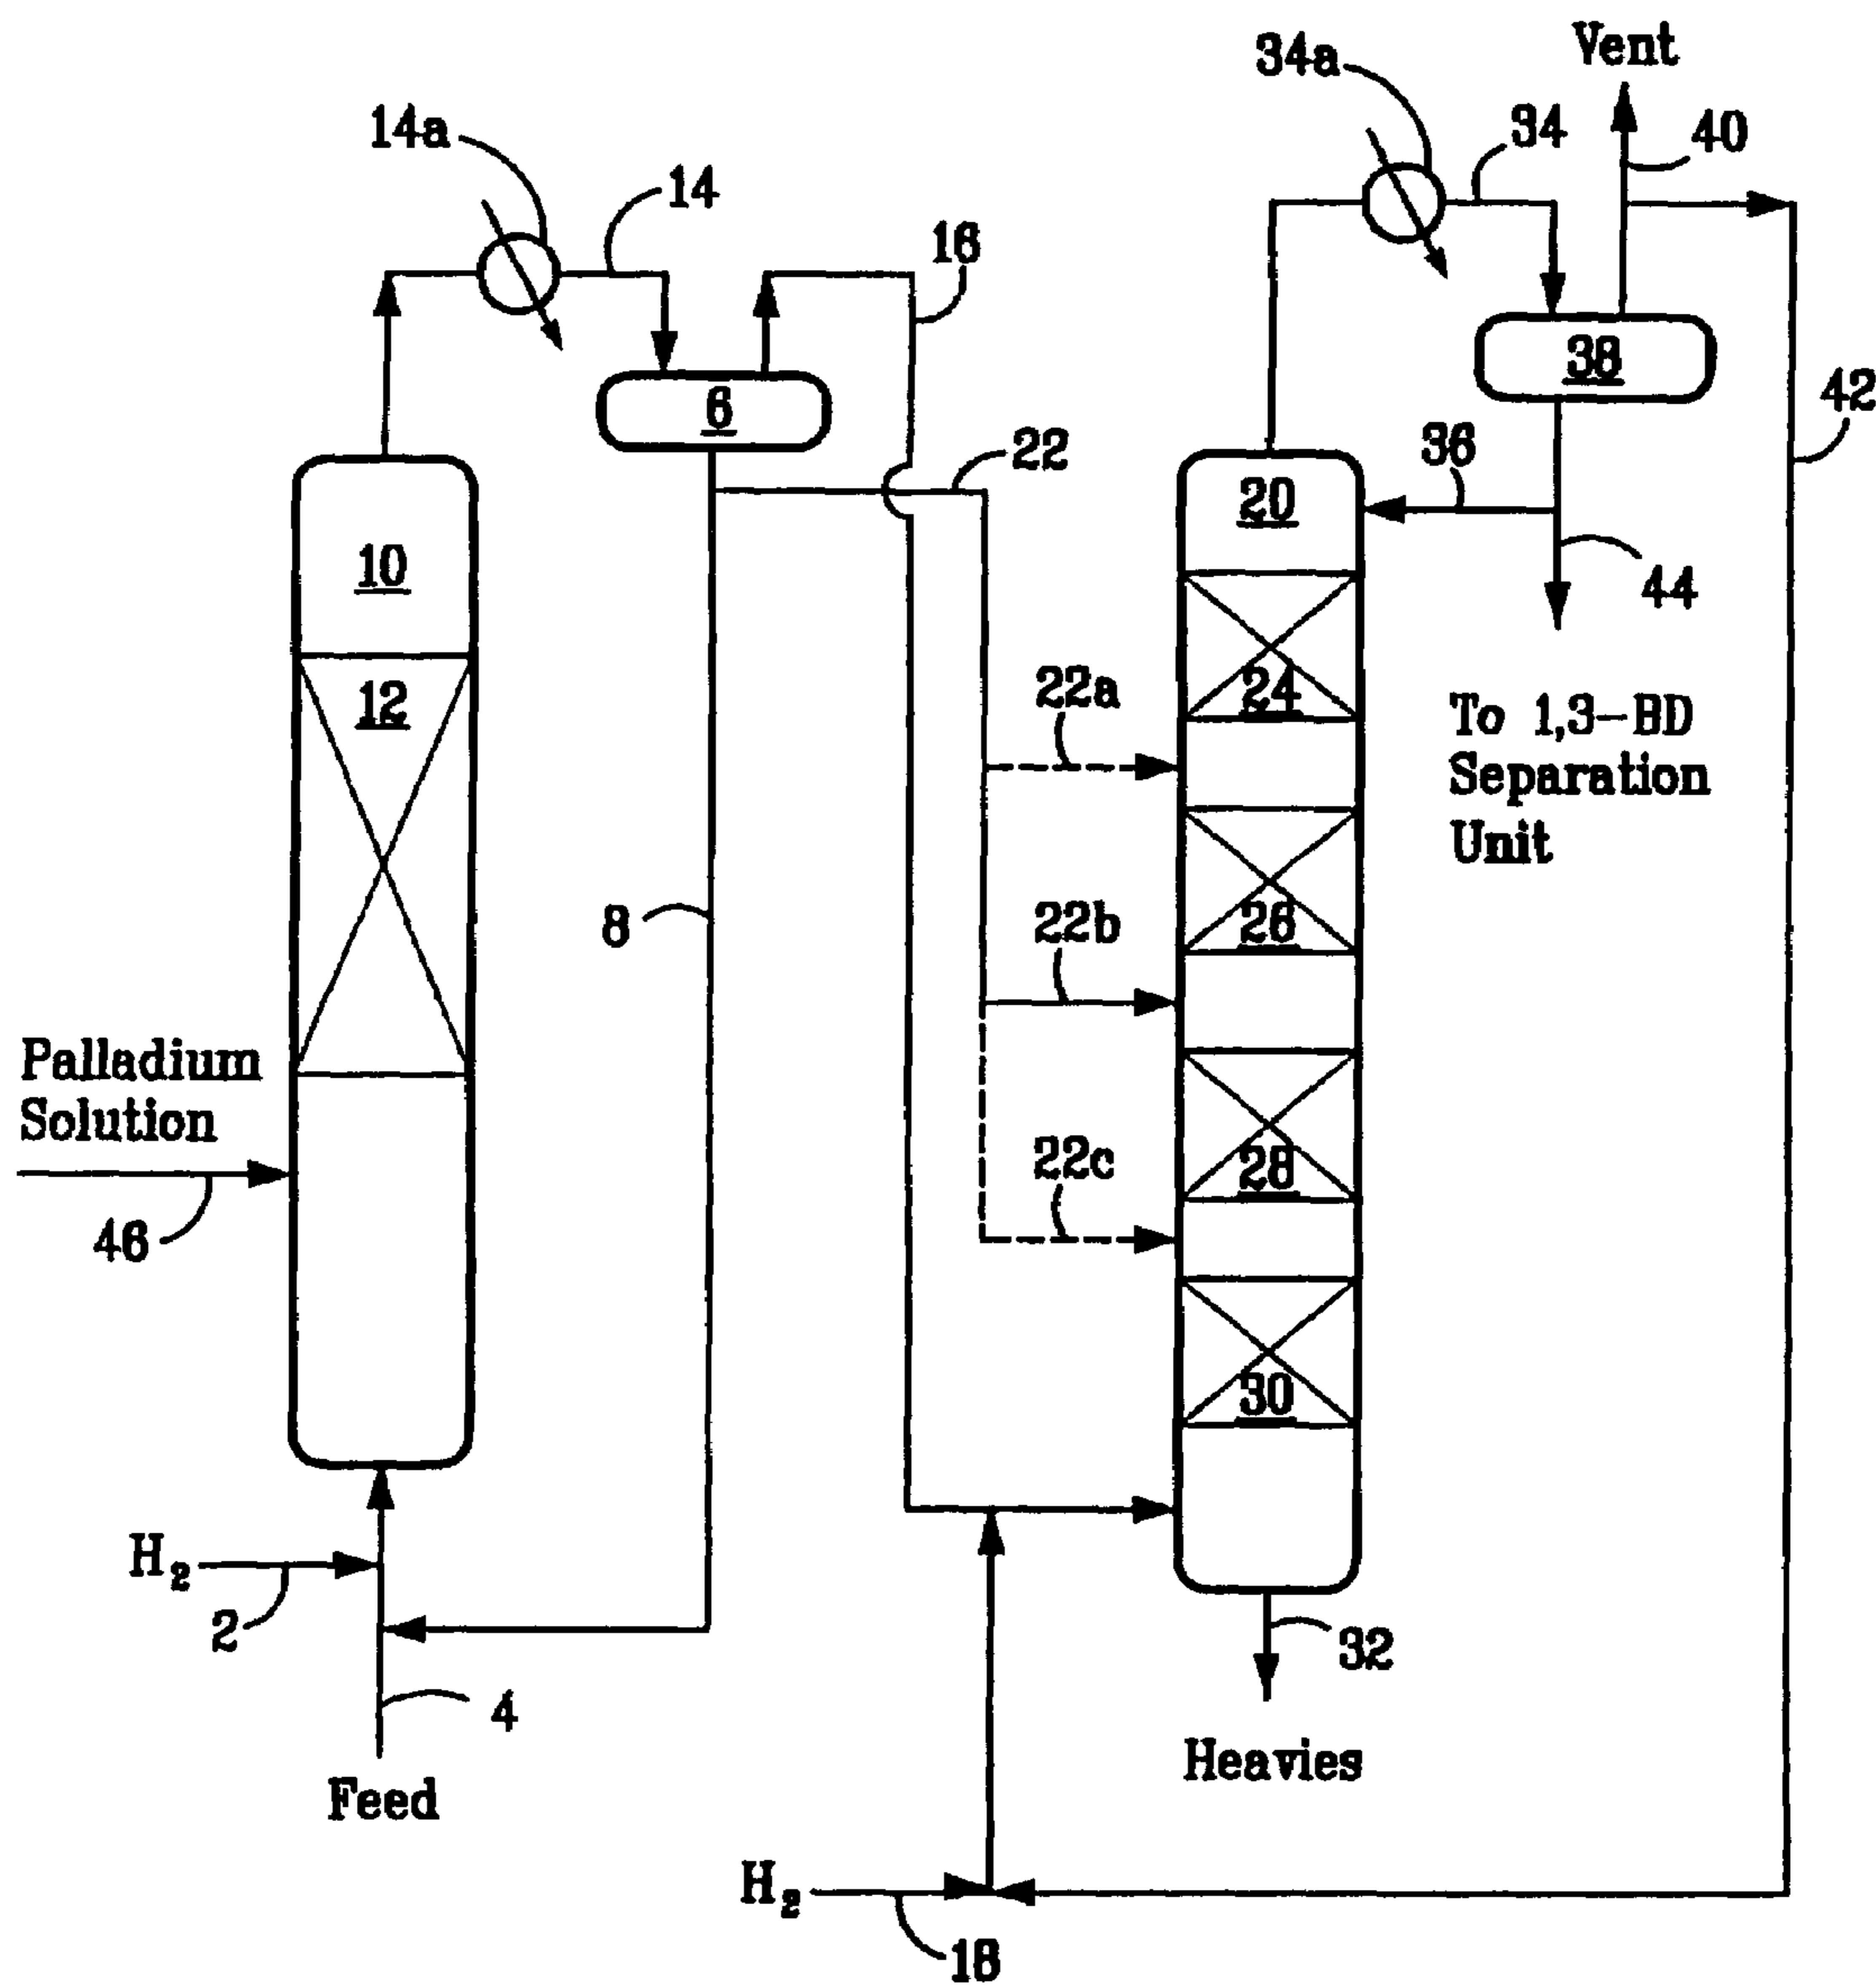 Vent
34a
34
40
14a
14
16
38
6
42
22
36
20
10
44
22a
24
12
To 1,3-BD
Separation
Unit
8
22b
26
Palladium
Solution
22c
28
46
30
H2
2
32
4
Heavies
Feed
H2
18